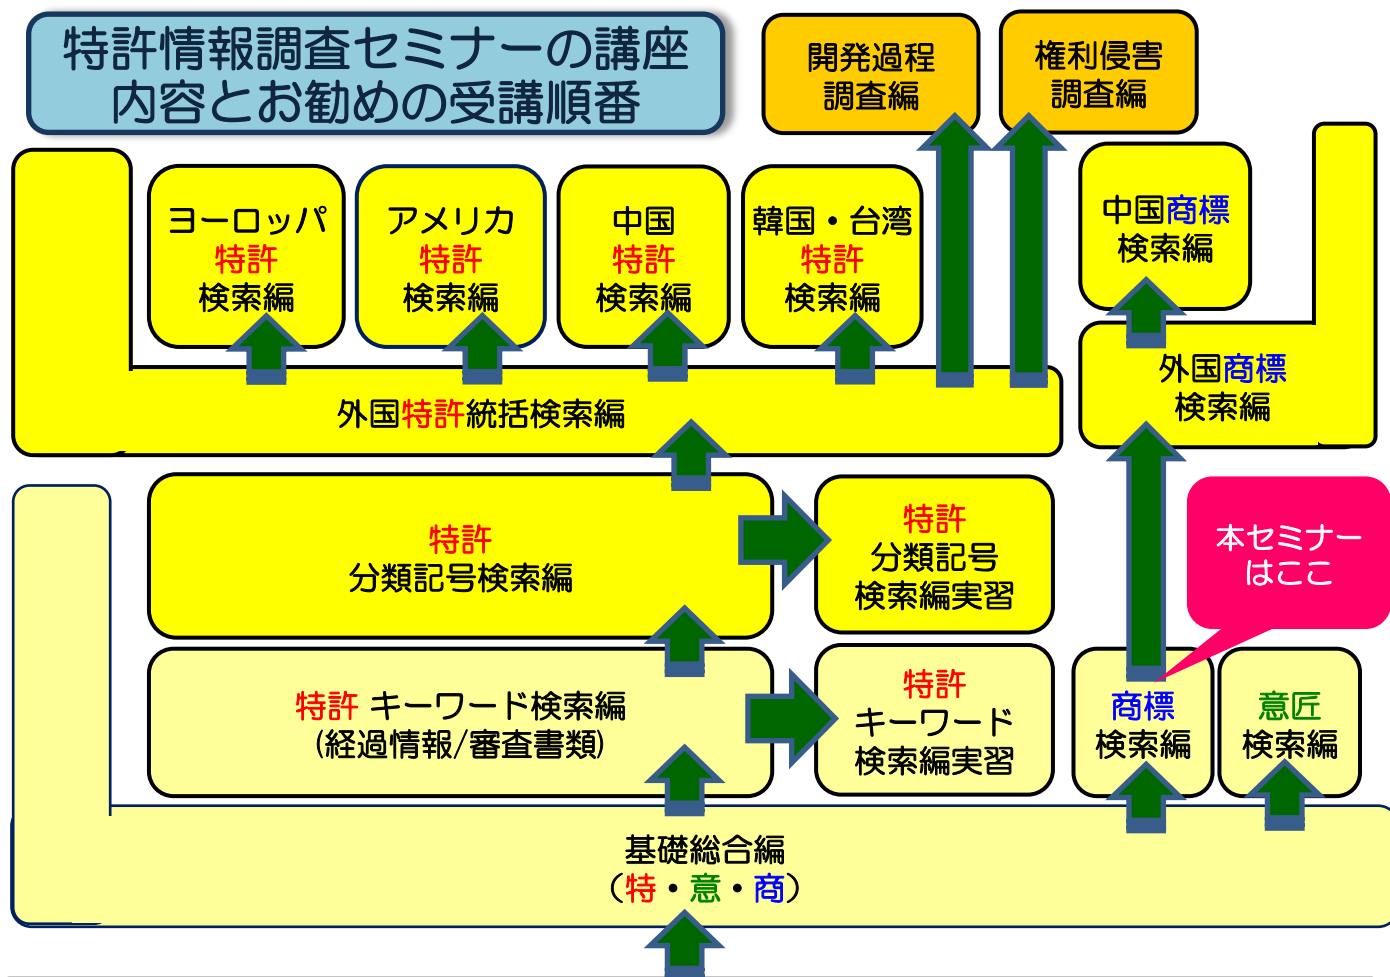 特許情報調査セミナーの講座
内容とお勧めの受講順番
開発過程
調査編
権利侵害
調査編
ヨーロッパ
特許
検索編
アメリカ
特許
検索編
中国
特許
検索編
韓国・台湾
特許
検索編
中国商標
検索編
外国商標
検索編
外国特許統括検索編
特許
分類記号検索編
特許
分類記号
検索編実習
本セミナー
はここ
特許 キーワード検索編
(経過情報/審査書類)
特許
キーワード
検索編実習
商標
検索編
意匠
検索編
基礎総合編
（特・意・商）